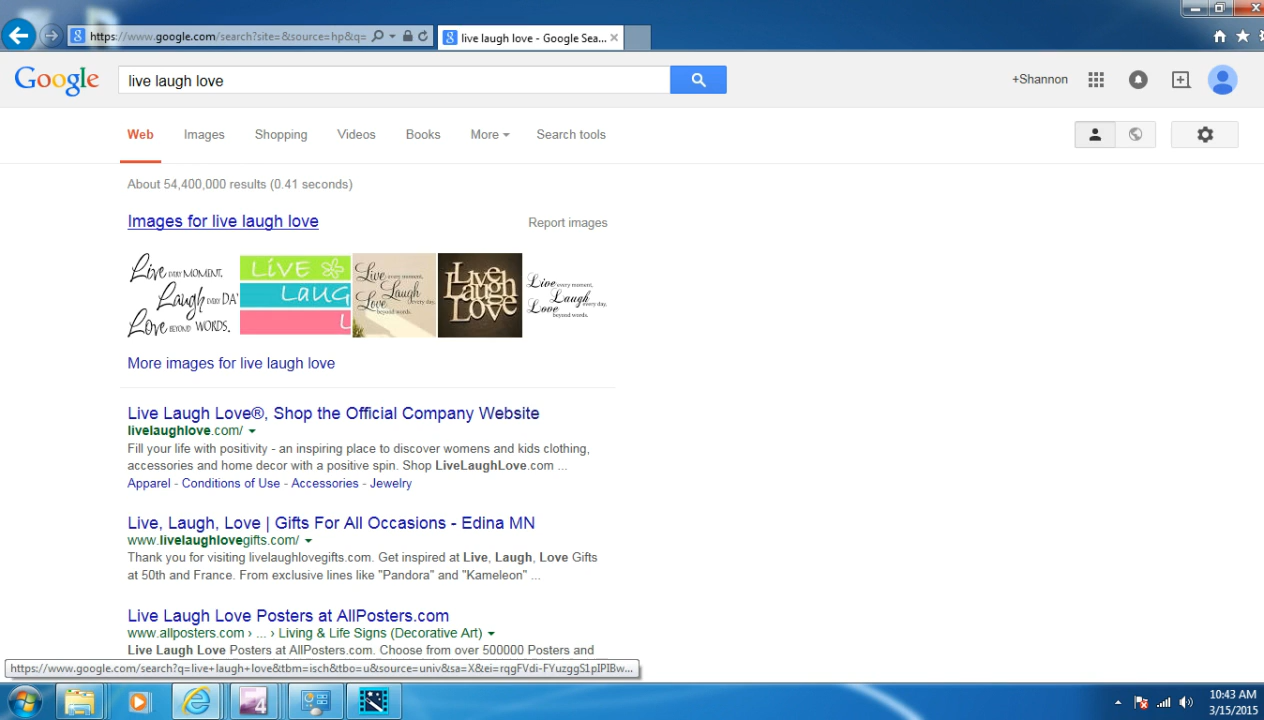 https://www.google.com/search?site=&source=hp&q=
live laugh love - Google Sea...
Google
live laugh love
+Shannon
Web Images Shopping Videos Books More Search tools
About 54,400,000 results (0.41 seconds)
Images for live laugh love Report images
Live EVERY MOMENT,
Laugh EVERY DA'
Love BEYOND WORDS.
LiVE
LauG
L
Live every moment,
Laugh every day,
Love beyond words.
Live
Laugh
Love
Live every moment,
Laugh every day,
Love beyond words.
More images for live laugh love
Live Laugh Love®, Shop the Official Company Website
livelaughlove.com/
Fill your life with positivity - an inspiring place to discover womens and kids clothing,
accessories and home decor with a positive spin. Shop LiveLaughLove.com ...
Apparel - Conditions of Use - Accessories - Jewelry
Live, Laugh, Love | Gifts For All Occasions - Edina MN
www.livelaughlovegifts.com/
Thank you for visiting livelaughlovegifts.com. Get inspired at Live, Laugh, Love Gifts
at 50th and France. From exclusive lines like "Pandora" and "Kameleon" ...
Live Laugh Love Posters at AllPosters.com
www.allposters.com › ... › Living & Life Signs (Decorative Art)
Live Laugh Love Posters at AllPosters.com. Choose from over 500000 Posters and
https://www.google.com/search?q=live+laugh+love&tbm=isch&tbo=u&source=univ&sa=X&ei=rqgFVdi-FYuzggS1pIPIBw...
4
10:43 AM
3/15/2015